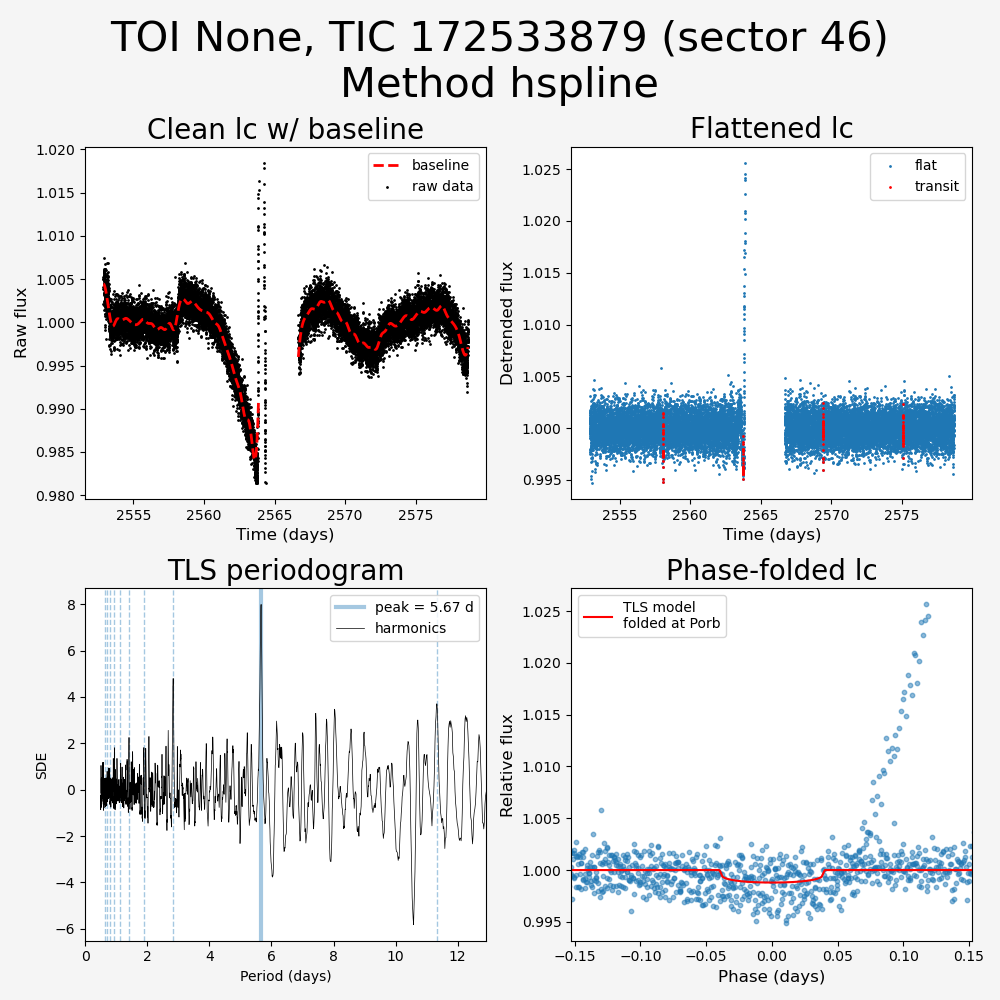 TOI None, TIC 172533879 (sector 46)
Method hspline
Clean lc w/ baseline
Flattened lc
1.020
1.015
1.010
1.005
1.000
0.995
0.990
0.985
0.980
Raw flux
baseline
raw data
2555
2560
2565
2570
2575
Time (days)
1.025
1.020
1.015
1.010
1.005
1.000
0.995
Detrended flux
flat
transit
2555
2560
2565
2570
2575
Time (days)
TLS periodogram
Phase-folded lc
8
6
4
2
0
−2
−4
−6
SDE
peak = 5.67 d
harmonics
0
2
4
6
8
10
12
Period (days)
1.025
1.020
1.015
1.010
1.005
1.000
0.995
Relative flux
TLS model
folded at Porb
−0.15
−0.10
−0.05
0.00
0.05
0.10
0.15
Phase (days)